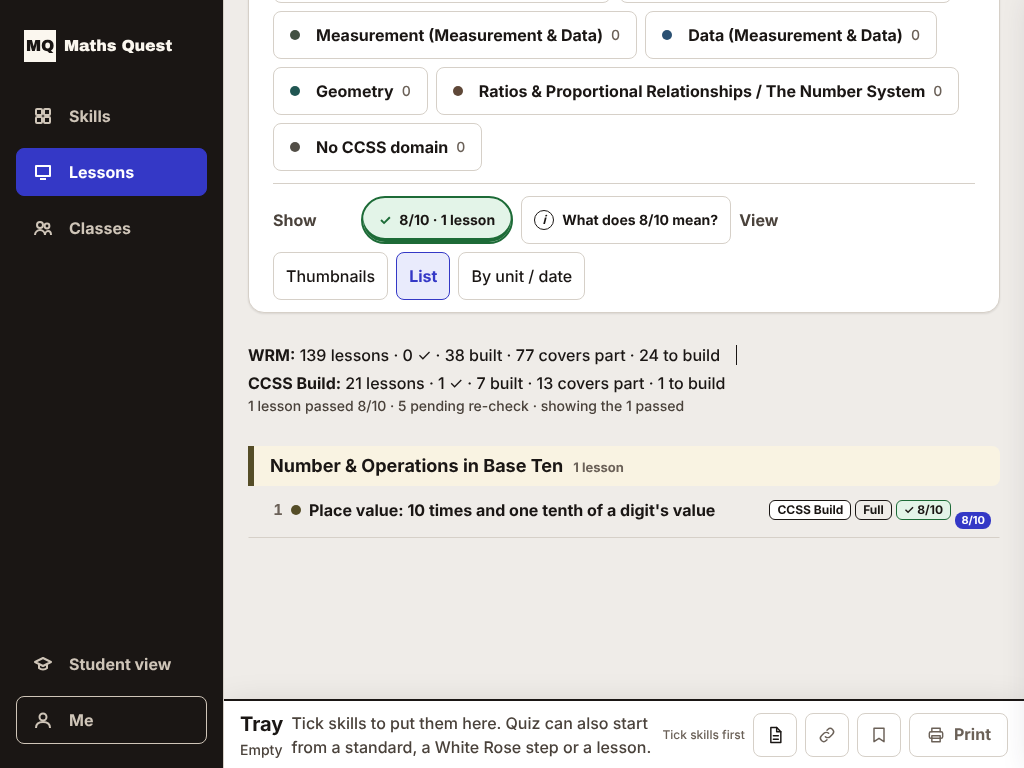 MQ Maths Quest
Skills
Lessons
Classes
Student view
Me
Measurement (Measurement & Data) 0
Data (Measurement & Data) 0
Geometry 0
Ratios & Proportional Relationships / The Number System 0
No CCSS domain 0
Show
✓ 8/10 · 1 lesson
i What does 8/10 mean?
View
Thumbnails
List
By unit / date
WRM: 139 lessons · 0 ✓ · 38 built · 77 covers part · 24 to build
CCSS Build: 21 lessons · 1 ✓ · 7 built · 13 covers part · 1 to build
1 lesson passed 8/10 · 5 pending re-check · showing the 1 passed
Number & Operations in Base Ten 1 lesson
1 Place value: 10 times and one tenth of a digit's value
CCSS Build
Full
✓ 8/10
8/10
Tray
Empty
Tick skills to put them here. Quiz can also start
from a standard, a White Rose step or a lesson.
Tick skills first
Print